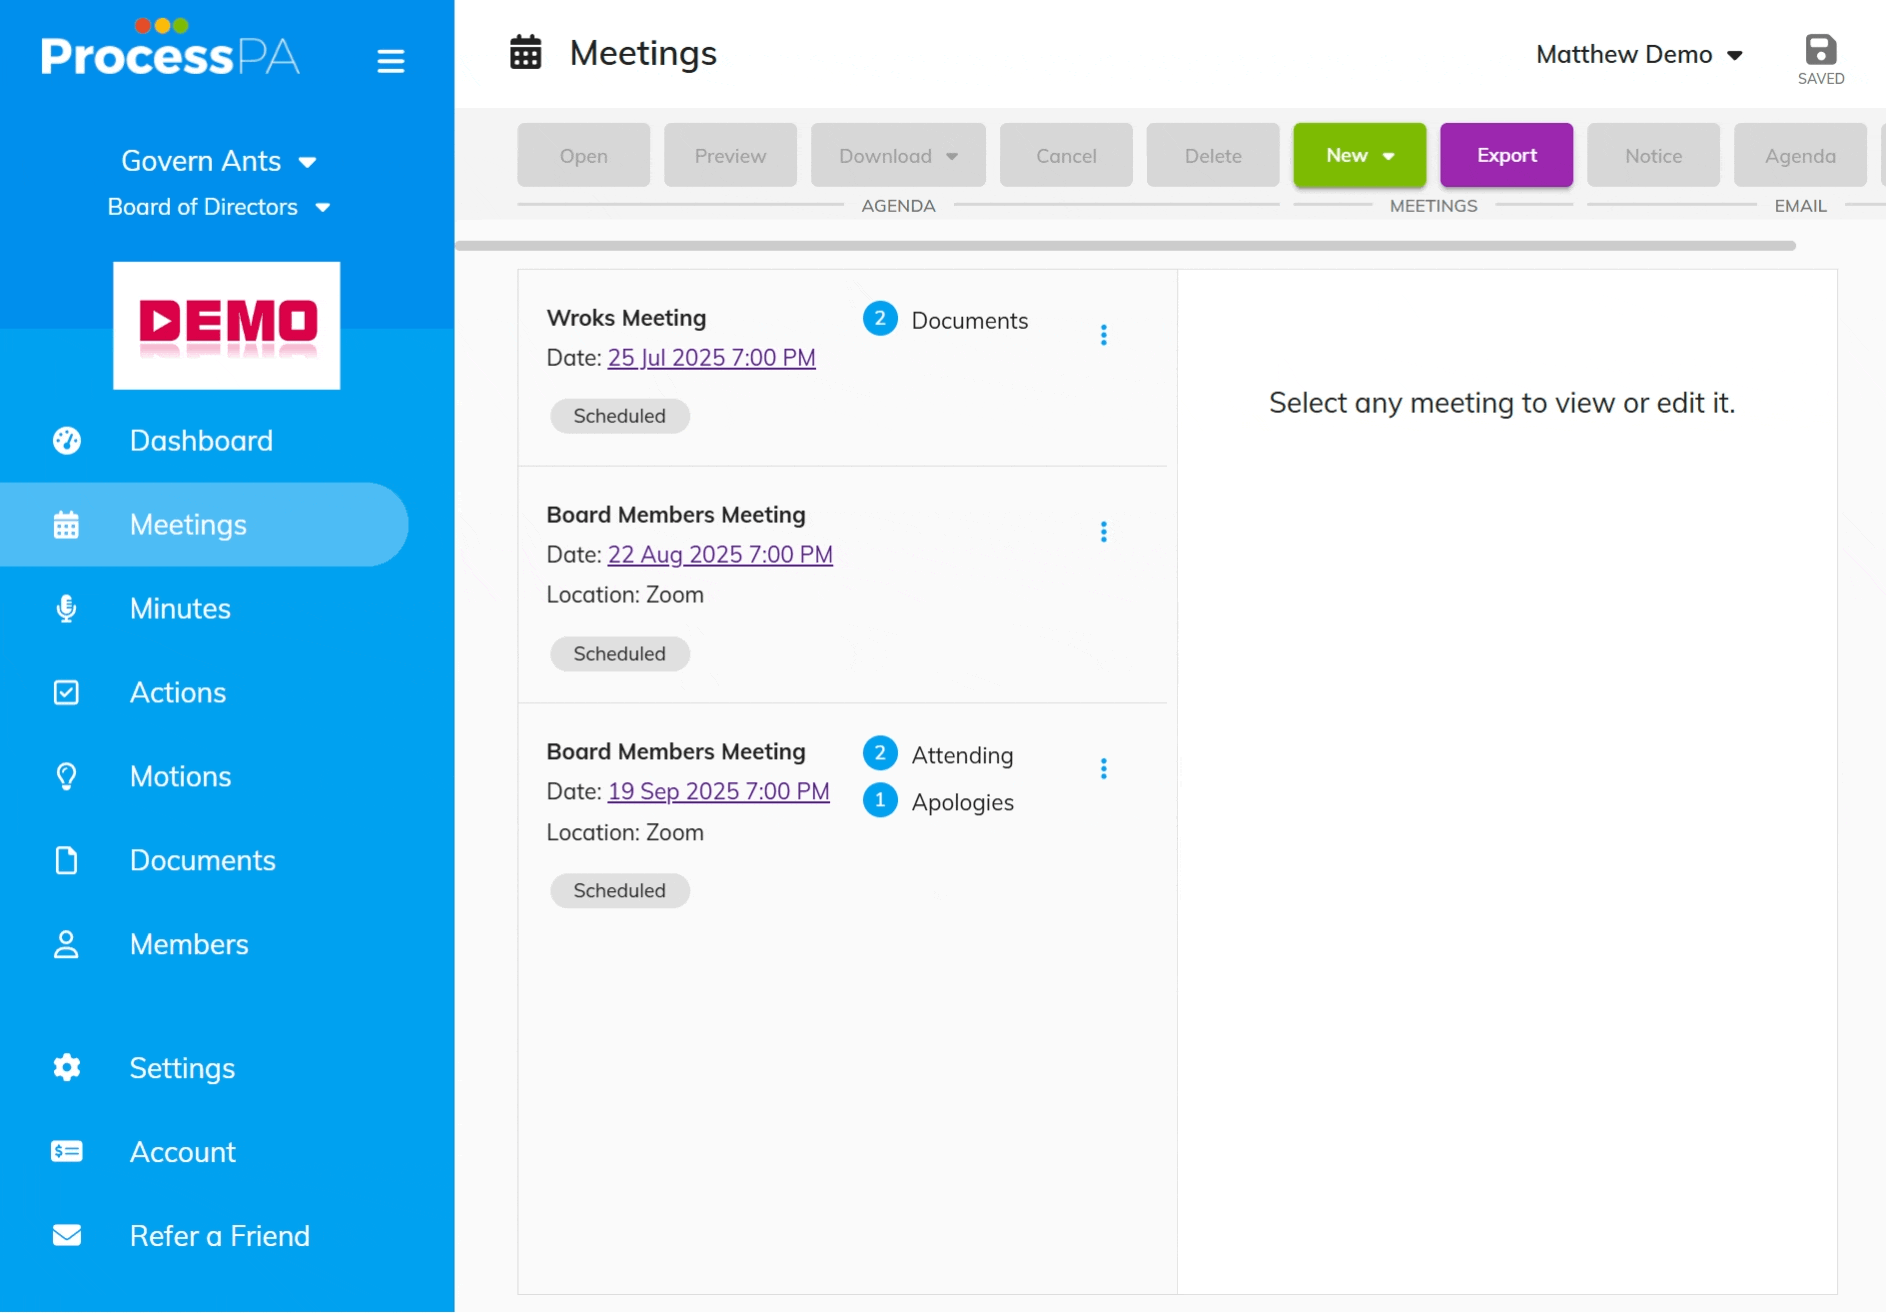 ProcessPA
Govern Ants
Board of Directors
DEMO
Dashboard
Meetings
Minutes
Actions
Motions
Documents
Members
Settings
Account
Refer a Friend
Meetings
Matthew Demo
SAVED
Open Preview Download Cancel Delete New Export Notice Agenda
AGENDA MEETINGS EMAIL
Wroks Meeting
2 Documents
Date: 25 Jul 2025 7:00 PM
Scheduled
Board Members Meeting
Date: 22 Aug 2025 7:00 PM
Location: Zoom
Scheduled
Board Members Meeting
2 Attending
Date: 19 Sep 2025 7:00 PM
1 Apologies
Location: Zoom
Scheduled
Select any meeting to view or edit it.